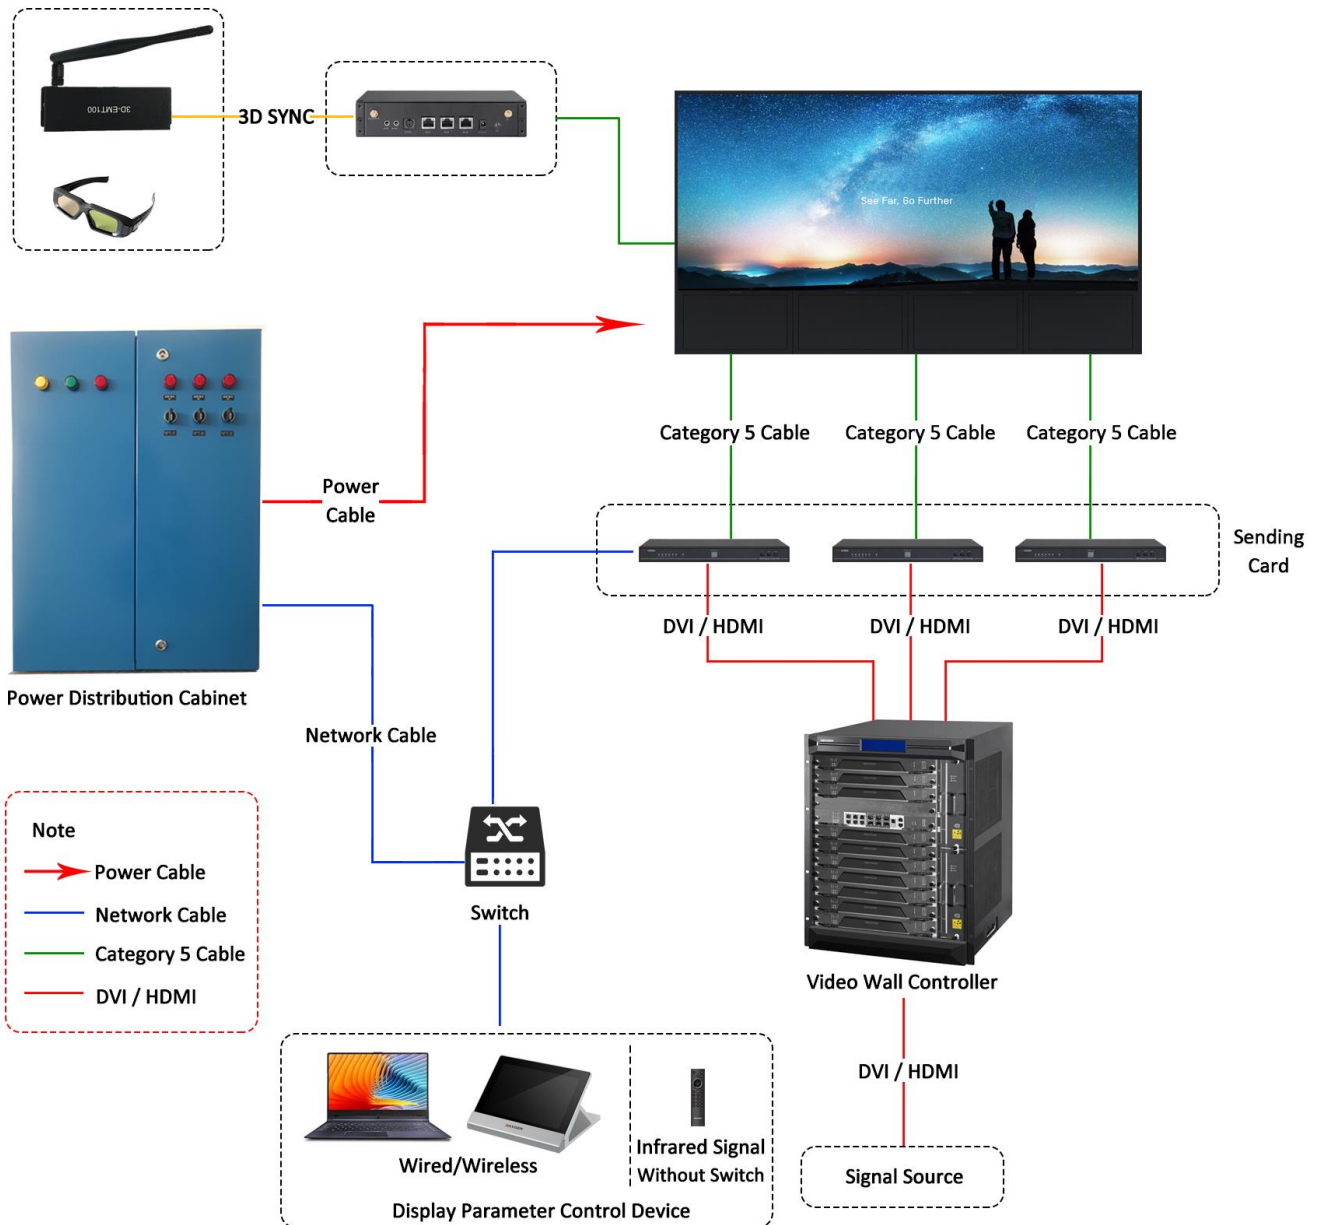 3D-EMT100
3D SYNC
See Far, Go Further
Category 5 Cable
Category 5 Cable
Category 5 Cable
Power
Cable
Sending
Card
DVI / HDMI
DVI / HDMI
DVI / HDMI
Power Distribution Cabinet
Network Cable
Note
Power Cable
Network Cable
Category 5 Cable
DVI / HDMI
Switch
Video Wall Controller
DVI / HDMI
Wired/Wireless
Infrared Signal
Without Switch
Display Parameter Control Device
Signal Source